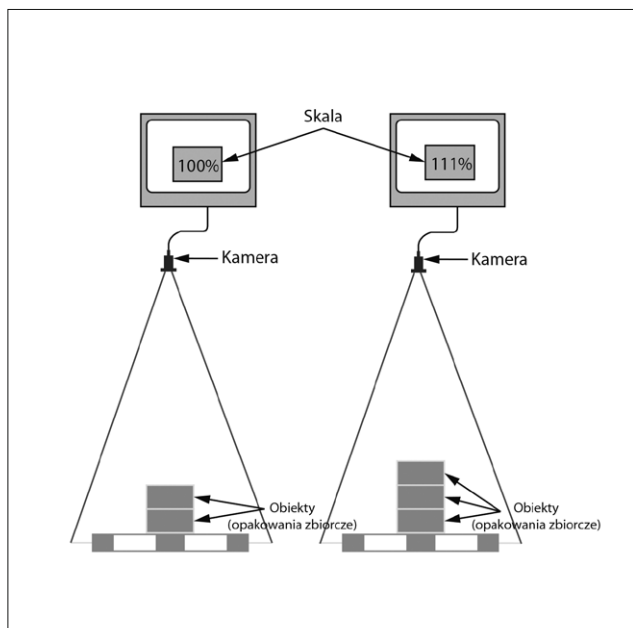 Skala
100%
111%
Kamera
Kamera
Obiekty
(opakowania zbiorcze)
Obiekty
(opakowania zbiorcze)